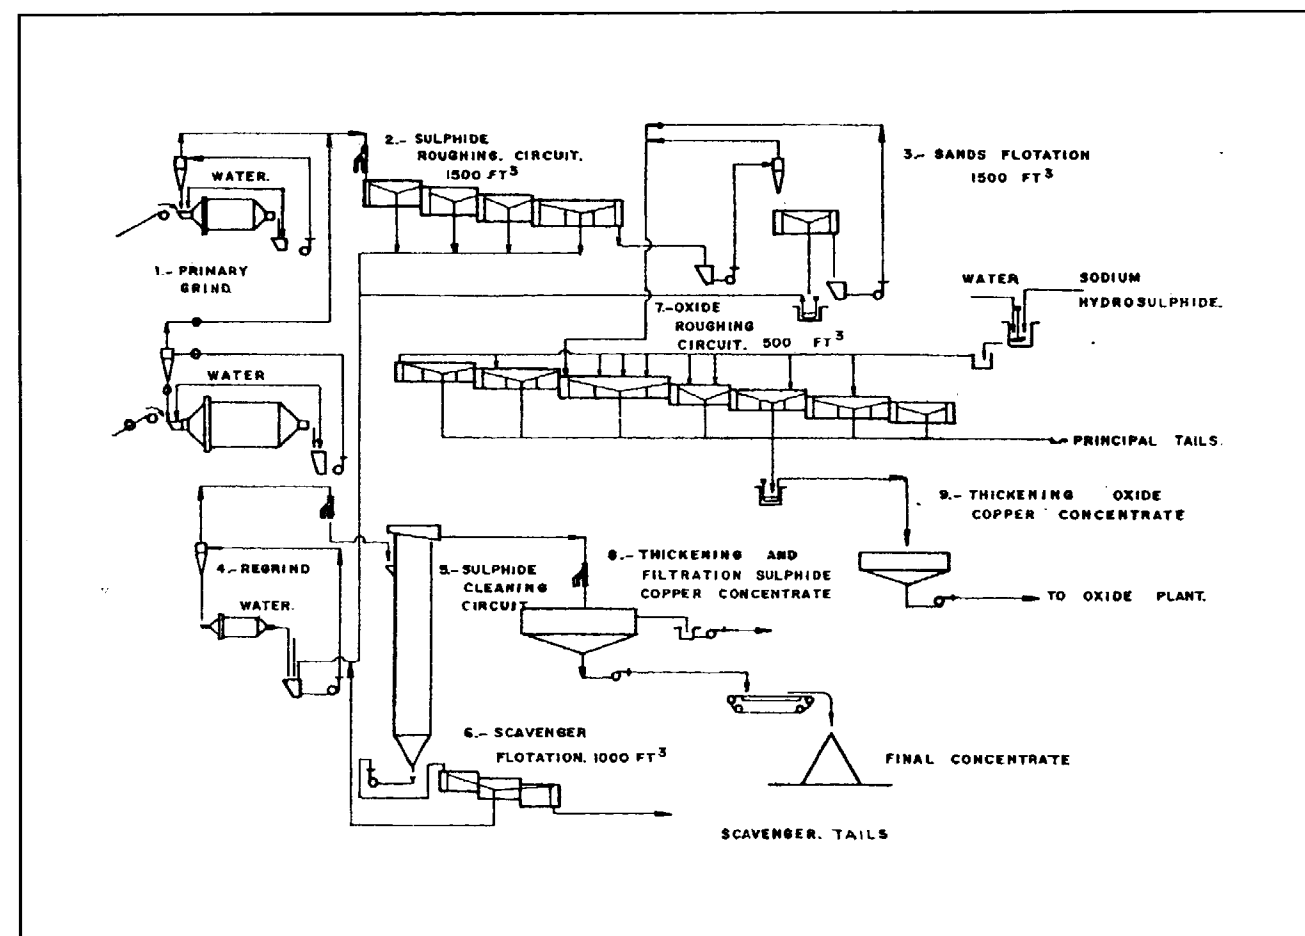 2.- SULPHIDE
ROUGHING. CIRCUIT.
1500 FT³
3.- SANDS FLOTATION
1500 FT³
WATER.
1.- PRIMARY
GRIND.
WATER
SODIUM
HYDROSULPHIDE.
7.-OXIDE
ROUGHING
CIRCUIT. 500 FT³
WATER
PRINCIPAL TAILS.
9.- THICKENING OXIDE
COPPER CONCENTRATE
4.- REGRIND
WATER.
5.- SULPHIDE
CLEANING
CIRCUIT.
8.- THICKENING AND
FILTRATION SULPHIDE
COPPER CONCENTRATE
TO OXIDE PLANT.
6.- SCAVENGER
FLOTATION. 1000 FT³
FINAL CONCENTRATE
SCAVENGER. TAILS